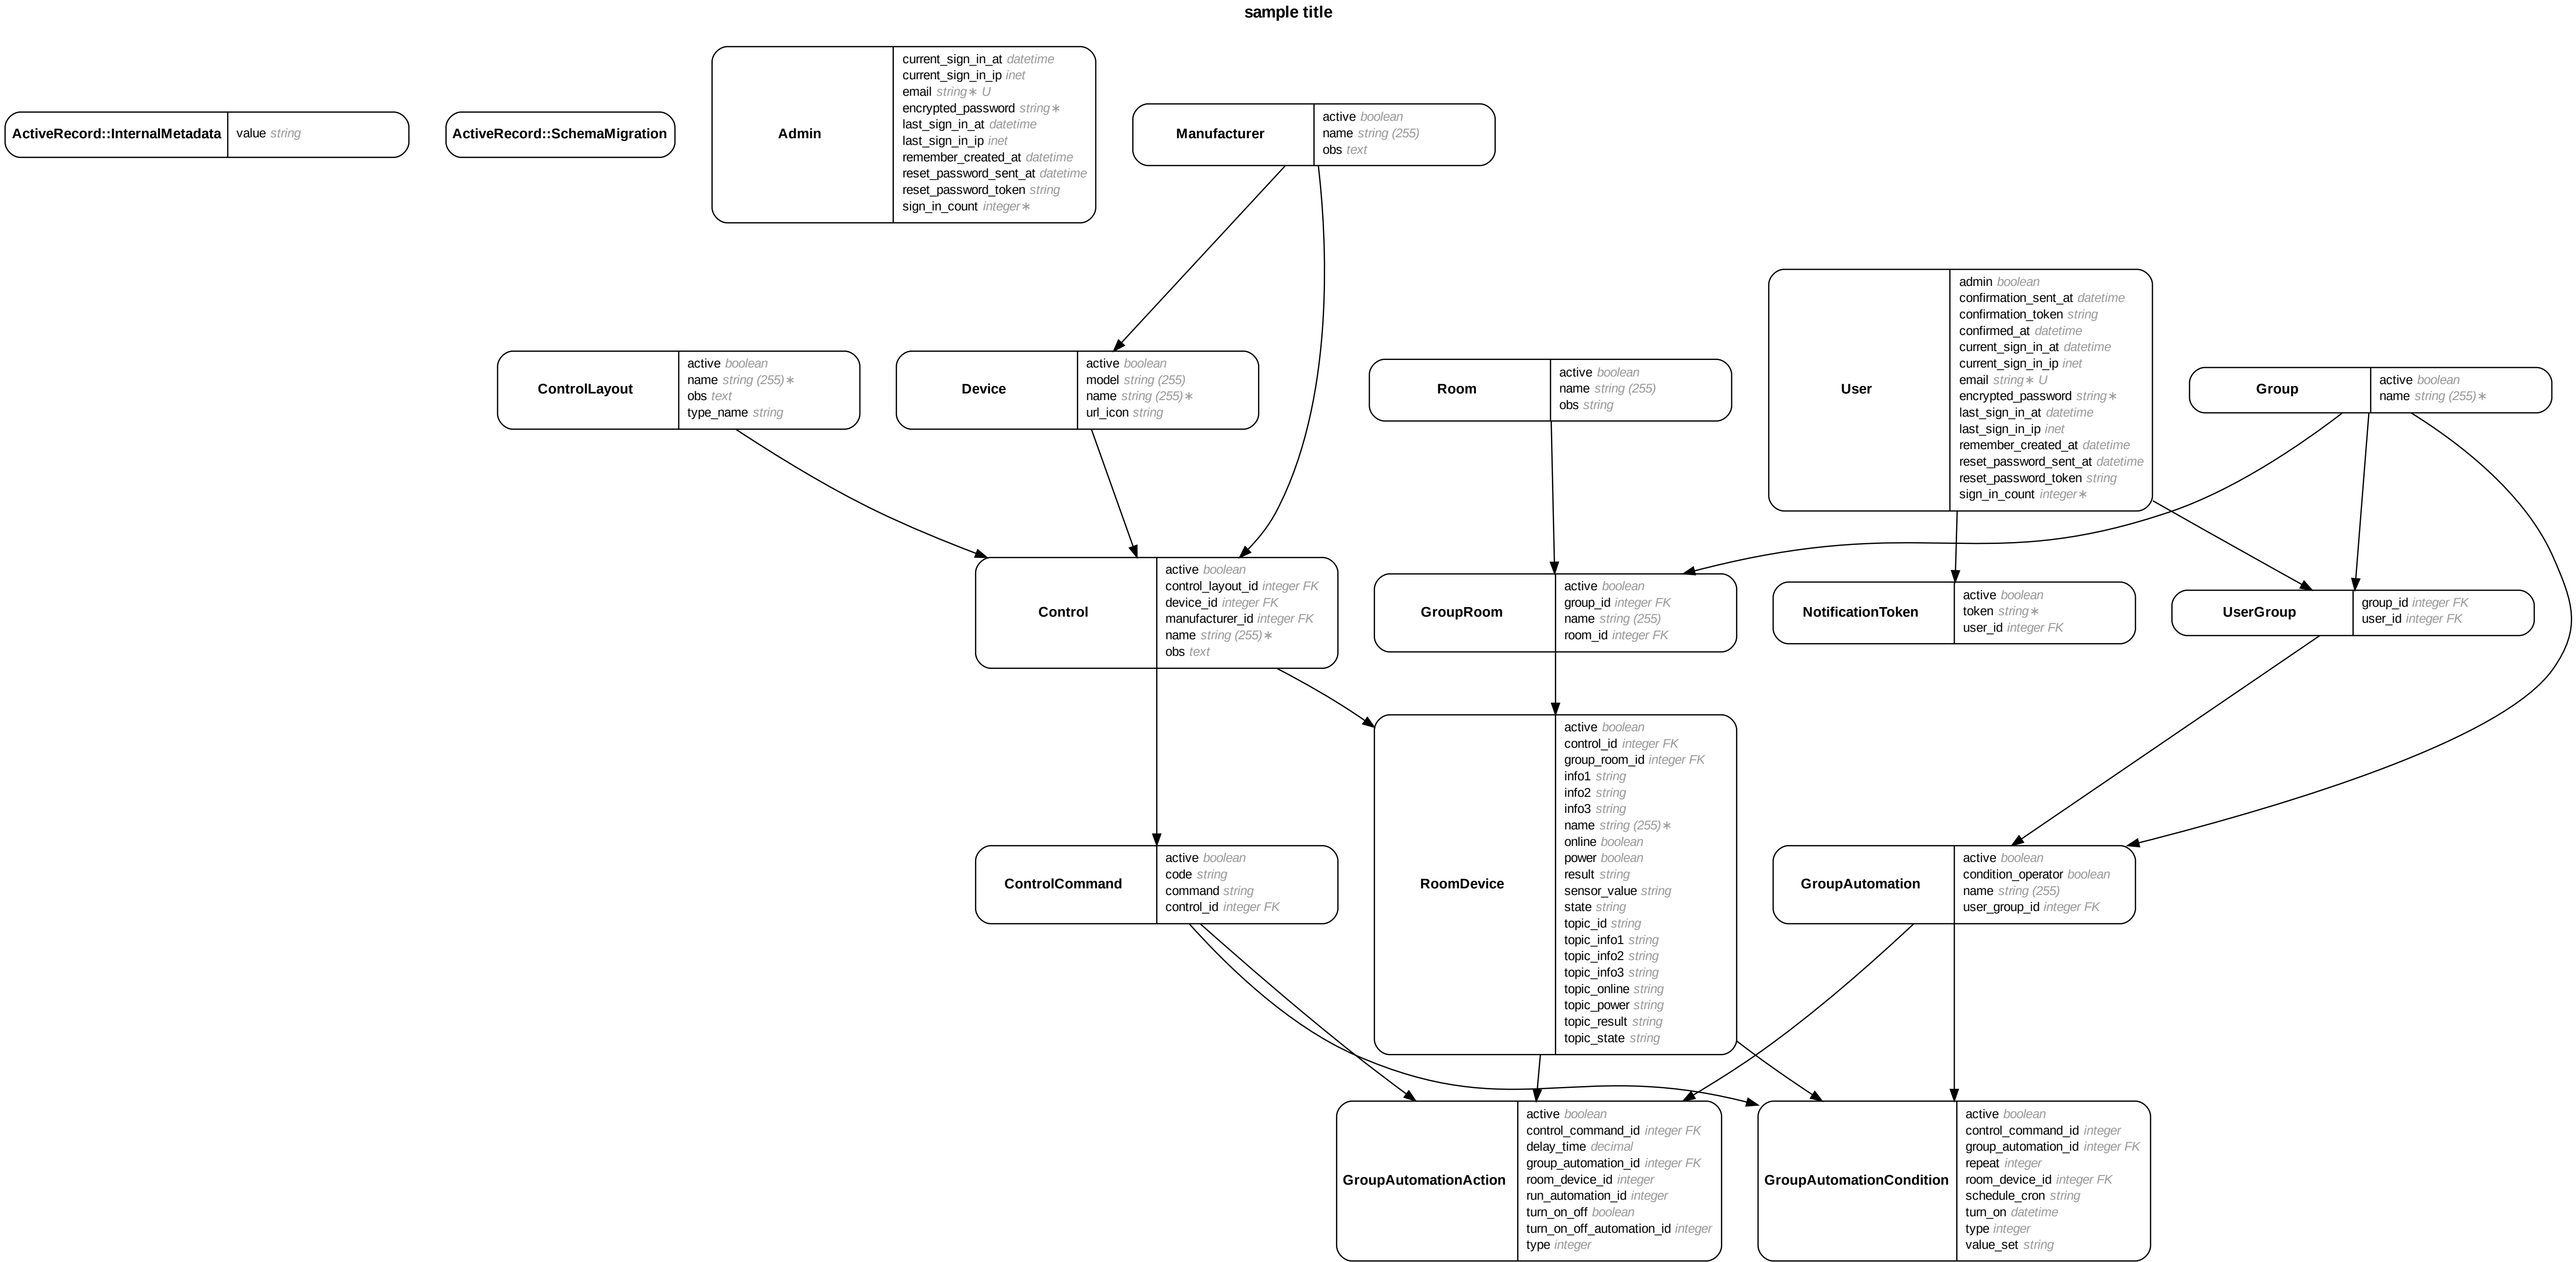 sample title
ActiveRecord::InternalMetadata
value string
ActiveRecord::SchemaMigration
Admin
current_sign_in_at datetime
current_sign_in_ip inet
email string∗ U
encrypted_password string∗
last_sign_in_at datetime
last_sign_in_ip inet
remember_created_at datetime
reset_password_sent_at datetime
reset_password_token string
sign_in_count integer∗
Manufacturer
active boolean
name string (255)
obs text
ControlLayout
active boolean
name string (255)∗
obs text
type_name string
Device
active boolean
model string (255)
name string (255)∗
url_icon string
Room
active boolean
name string (255)
obs string
User
admin boolean
confirmation_sent_at datetime
confirmation_token string
confirmed_at datetime
current_sign_in_at datetime
current_sign_in_ip inet
email string∗ U
encrypted_password string∗
last_sign_in_at datetime
last_sign_in_ip inet
remember_created_at datetime
reset_password_sent_at datetime
reset_password_token string
sign_in_count integer∗
Group
active boolean
name string (255)∗
Control
active boolean
control_layout_id integer FK
device_id integer FK
manufacturer_id integer FK
name string (255)∗
obs text
GroupRoom
active boolean
group_id integer FK
name string (255)
room_id integer FK
NotificationToken
active boolean
token string∗
user_id integer FK
UserGroup
group_id integer FK
user_id integer FK
ControlCommand
active boolean
code string
command string
control_id integer FK
RoomDevice
active boolean
control_id integer FK
group_room_id integer FK
info1 string
info2 string
info3 string
name string (255)∗
online boolean
power boolean
result string
sensor_value string
state string
topic_id string
topic_info1 string
topic_info2 string
topic_info3 string
topic_online string
topic_power string
topic_result string
topic_state string
GroupAutomation
active boolean
condition_operator boolean
name string (255)
user_group_id integer FK
GroupAutomationAction
active boolean
control_command_id integer FK
delay_time decimal
group_automation_id integer FK
room_device_id integer
run_automation_id integer
turn_on_off boolean
turn_on_off_automation_id integer
type integer
GroupAutomationCondition
active boolean
control_command_id integer
group_automation_id integer FK
repeat integer
room_device_id integer FK
schedule_cron string
turn_on datetime
type integer
value_set string